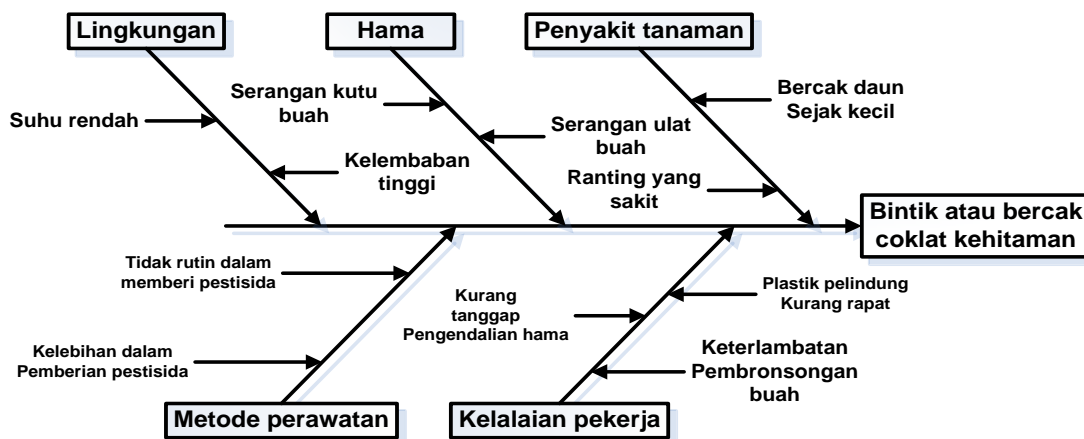 Lingkungan
Hama
Penyakit tanaman
Suhu rendah
Kelembaban
tinggi
Serangan kutu
buah
Serangan ulat
buah
Bercak daun
Sejak kecil
Ranting yang
sakit
Bintik atau bercak
coklat kehitaman
Tidak rutin dalam
memberi pestisida
Kelebihan dalam
Pemberian pestisida
Kurang
tanggap
Pengendalian hama
Plastik pelindung
Kurang rapat
Keterlambatan
Pembronsongan
buah
Metode perawatan
Kelalaian pekerja